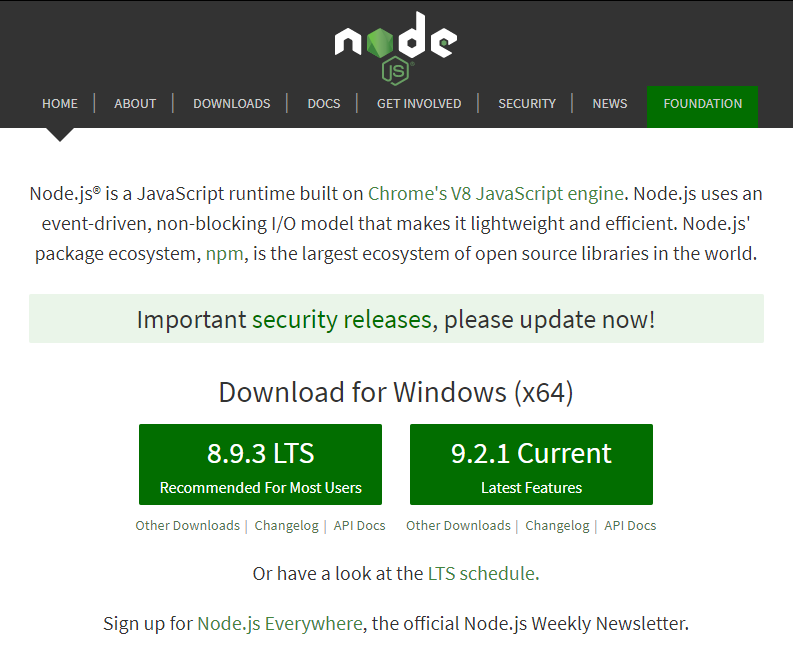 node
JS
HOME ABOUT DOWNLOADS DOCS GET INVOLVED SECURITY NEWS FOUNDATION
Node.js® is a JavaScript runtime built on Chrome's V8 JavaScript engine. Node.js uses an
event-driven, non-blocking I/O model that makes it lightweight and efficient. Node.js'
package ecosystem, npm, is the largest ecosystem of open source libraries in the world.
Important security releases, please update now!
Download for Windows (x64)
8.9.3 LTS
Recommended For Most Users
9.2.1 Current
Latest Features
Other Downloads | Changelog | API Docs
Other Downloads | Changelog | API Docs
Or have a look at the LTS schedule.
Sign up for Node.js Everywhere, the official Node.js Weekly Newsletter.